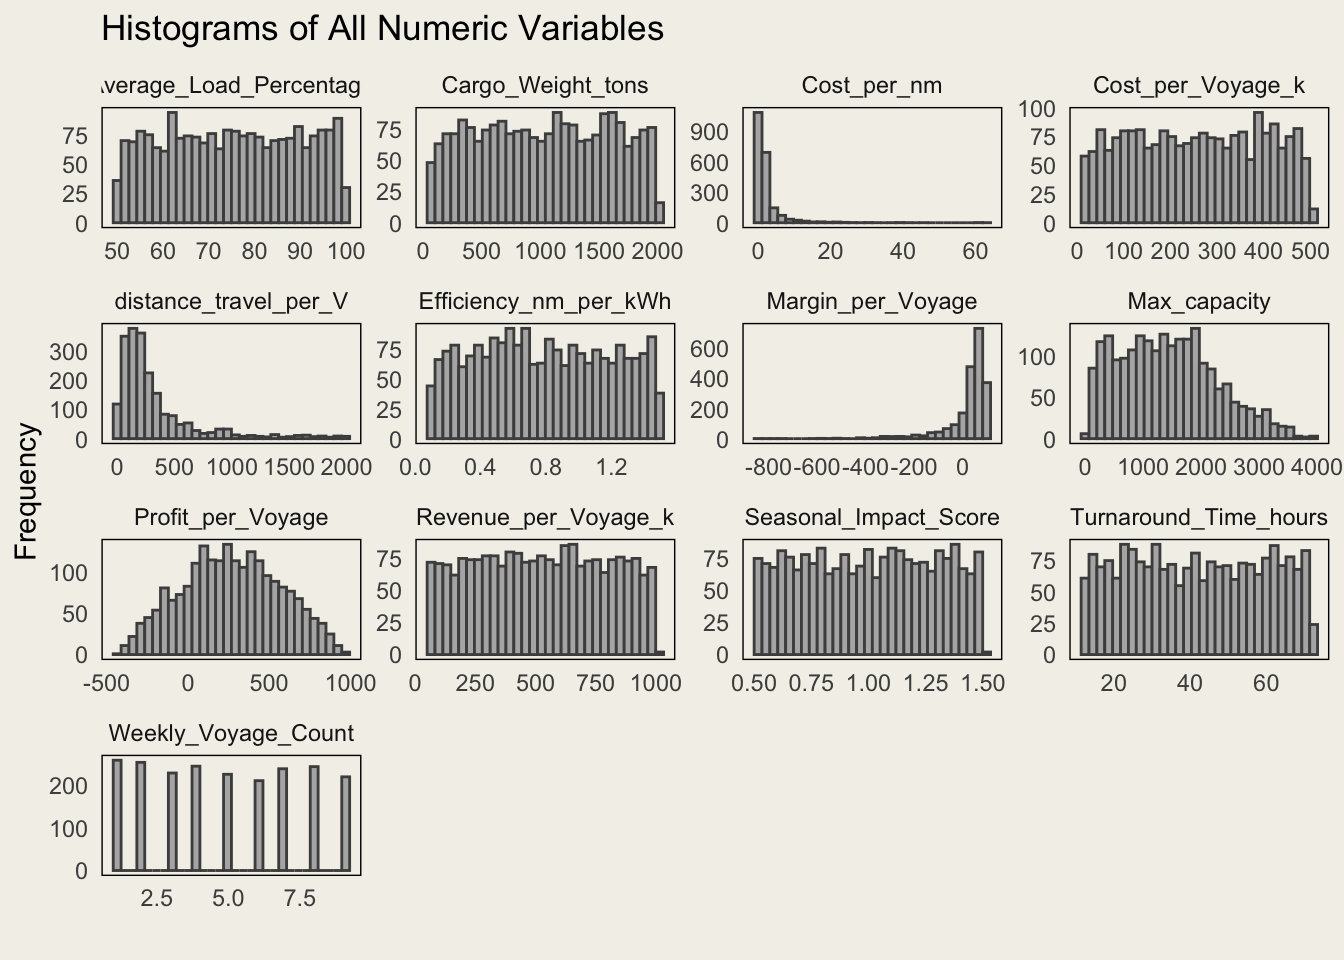 Histograms of All Numeric Variables
Average_Load_Percentag Cargo_Weight_tons Cost_per_nm Cost_per_Voyage_k
75 50 25 0 75 50 25 0 900 600 300 0 100 75 50 25 0
50 60 70 80 90 100 0 500 1000 1500 2000 0 20 40 60 0 100 200 300 400 500
distance_travel_per_V Efficiency_nm_per_kWh Margin_per_Voyage Max_capacity
300 200 100 0 75 50 25 0 600 400 200 0 100 50 0
0 500 1000 1500 2000 0.0 0.4 0.8 1.2 -800 -600 -400 -200 0 0 1000 2000 3000 4000
Frequency
Profit_per_Voyage Revenue_per_Voyage_k Seasonal_Impact_Score Turnaround_Time_hours
100 50 0 75 50 25 0 75 50 25 0 75 50 25 0
-500 0 500 1000 0 250 500 750 1000 0.50 0.75 1.00 1.25 1.50 20 40 60
Weekly_Voyage_Count
200 100 0
2.5 5.0 7.5